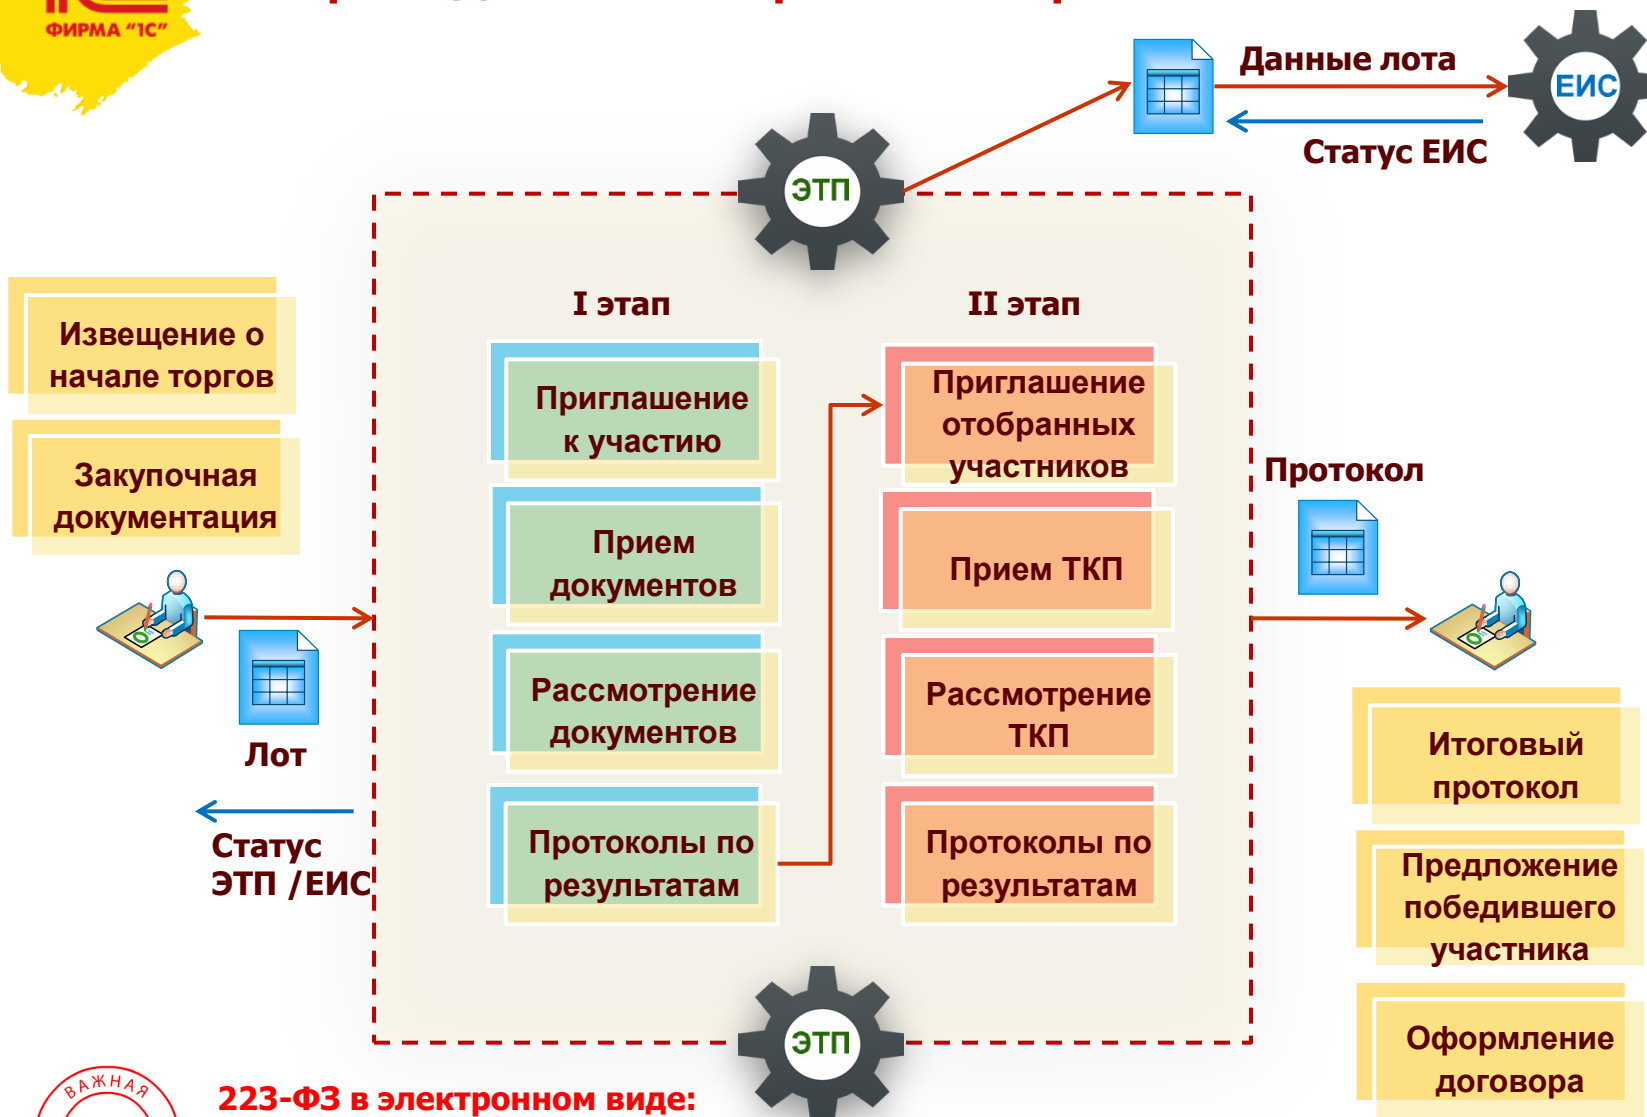 ФИРМА "1С"
Данные лота
ЕИС
Статус ЕИС
ЭТП
Извещение о
начале торгов
Закупочная
документация
Лот
Статус
ЭТП /ЕИС
I этап
Приглашение
к участию
Прием
документов
Рассмотрение
документов
Протоколы по
результатам
II этап
Приглашение
отобранных
участников
Прием ТКП
Рассмотрение
ТКП
Протоколы по
результатам
Протокол
Итоговый
протокол
Предложение
победившего
участника
Оформление
договора
ЭТП
ВАЖНАЯ
223-ФЗ в электронном виде: